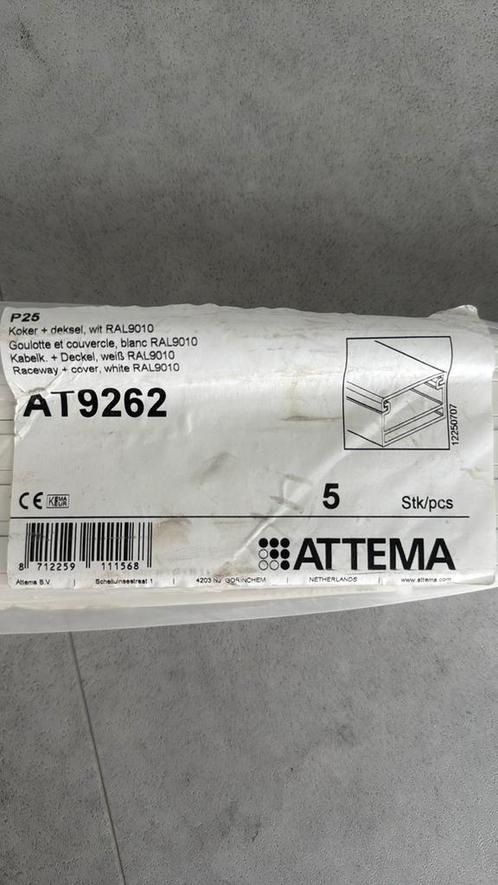 P25
Koker + deksel, wit RAL9010
Goulotte et couvercle, blanc RAL9010
Kabelk. + Deckel, weiß RAL9010
Raceway + cover, white RAL9010
AT9262
12250707
CE KEMA KEUR
5 Stk/pcs
8 712259 111568
ATTEMA
Attema B.V. | Schelluinsestraat 1 | 4203 NJ GORINCHEM | NETHERLANDS | www.attema.com